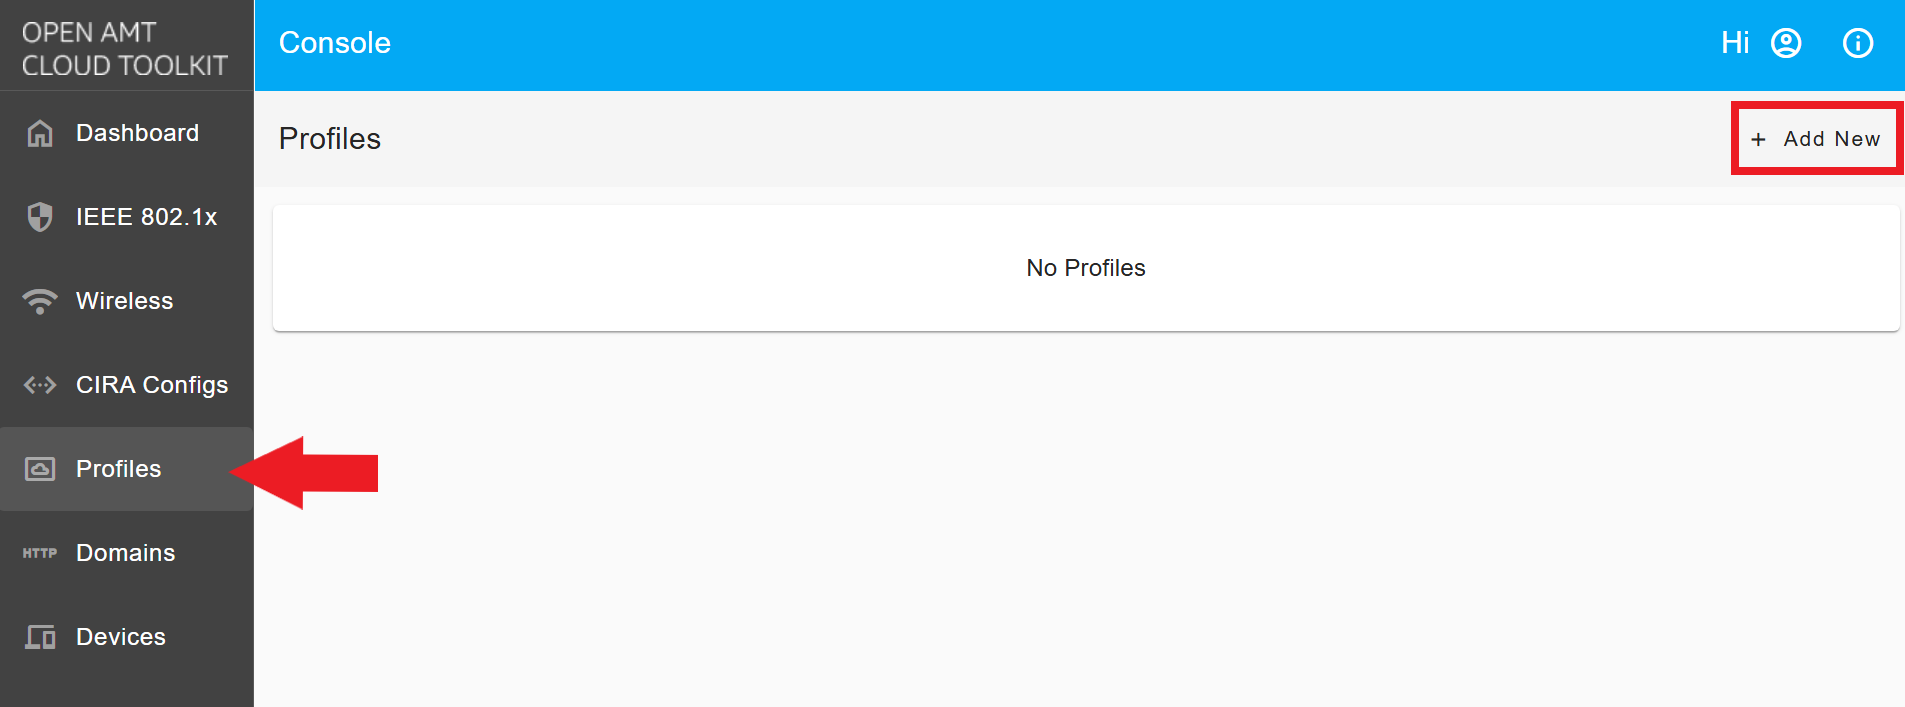 OPEN AMT
CLOUD TOOLKIT
Console
Hi
Dashboard
IEEE 802.1x
Wireless
CIRA Configs
Profiles
HTTP Domains
Devices
Profiles
+ Add New
No Profiles